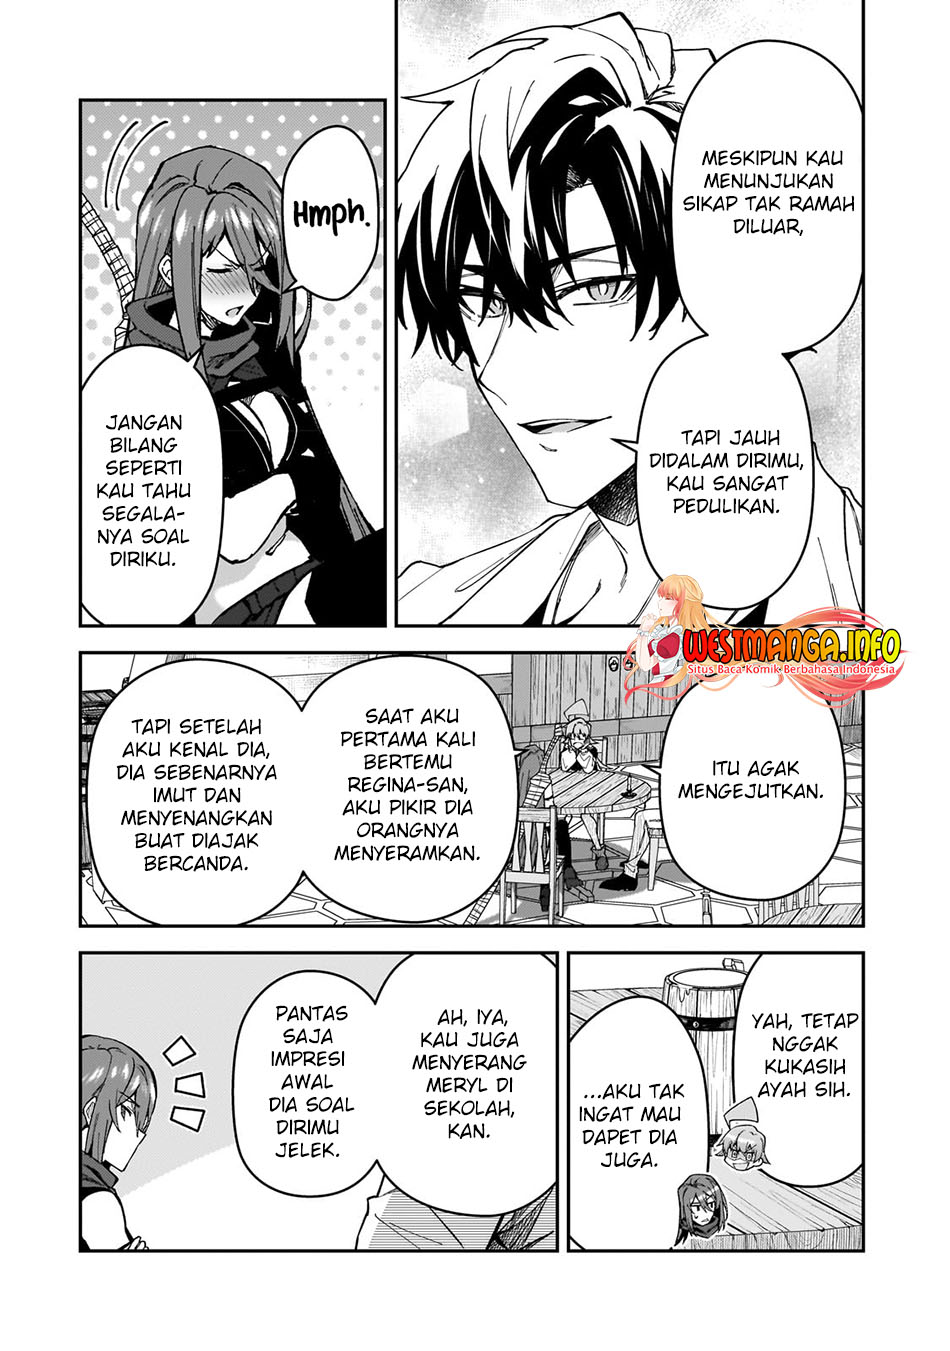 MESKIPUN KAU
MENUNJUKAN
SIKAP TAK RAMAH
DILUAR,
TAPI JAUH
DIDALAM DIRIMU,
KAU SANGAT
PEDULIKAN.
Hmph.
JANGAN
BILANG
SEPERTI
KAU TAHU
SEGALA-
NYA SOAL
DIRIKU.
WESTMANGA.INFO
Situs Baca Komik Berbahasa Indonesia
ITU AGAK
MENGEJUTKAN.
SAAT AKU
PERTAMA KALI
BERTEMU
REGINA-SAN,
AKU PIKIR DIA
ORANGNYA
MENYERAMKAN.
TAPI SETELAH
AKU KENAL DIA,
DIA SEBENARNYA
IMUT DAN
MENYENANGKAN
BUAT DIAJAK
BERCANDA.
YAH, TETAP
NGGAK
KUKASIH
AYAH SIH.
...AKU TAK
INGAT MAU
DAPET DIA
JUGA.
AH, IYA,
KAU JUGA
MENYERANG
MERYL DI
SEKOLAH,
KAN.
PANTAS
SAJA
IMPRESI
AWAL
DIA SOAL
DIRIMU
JELEK.